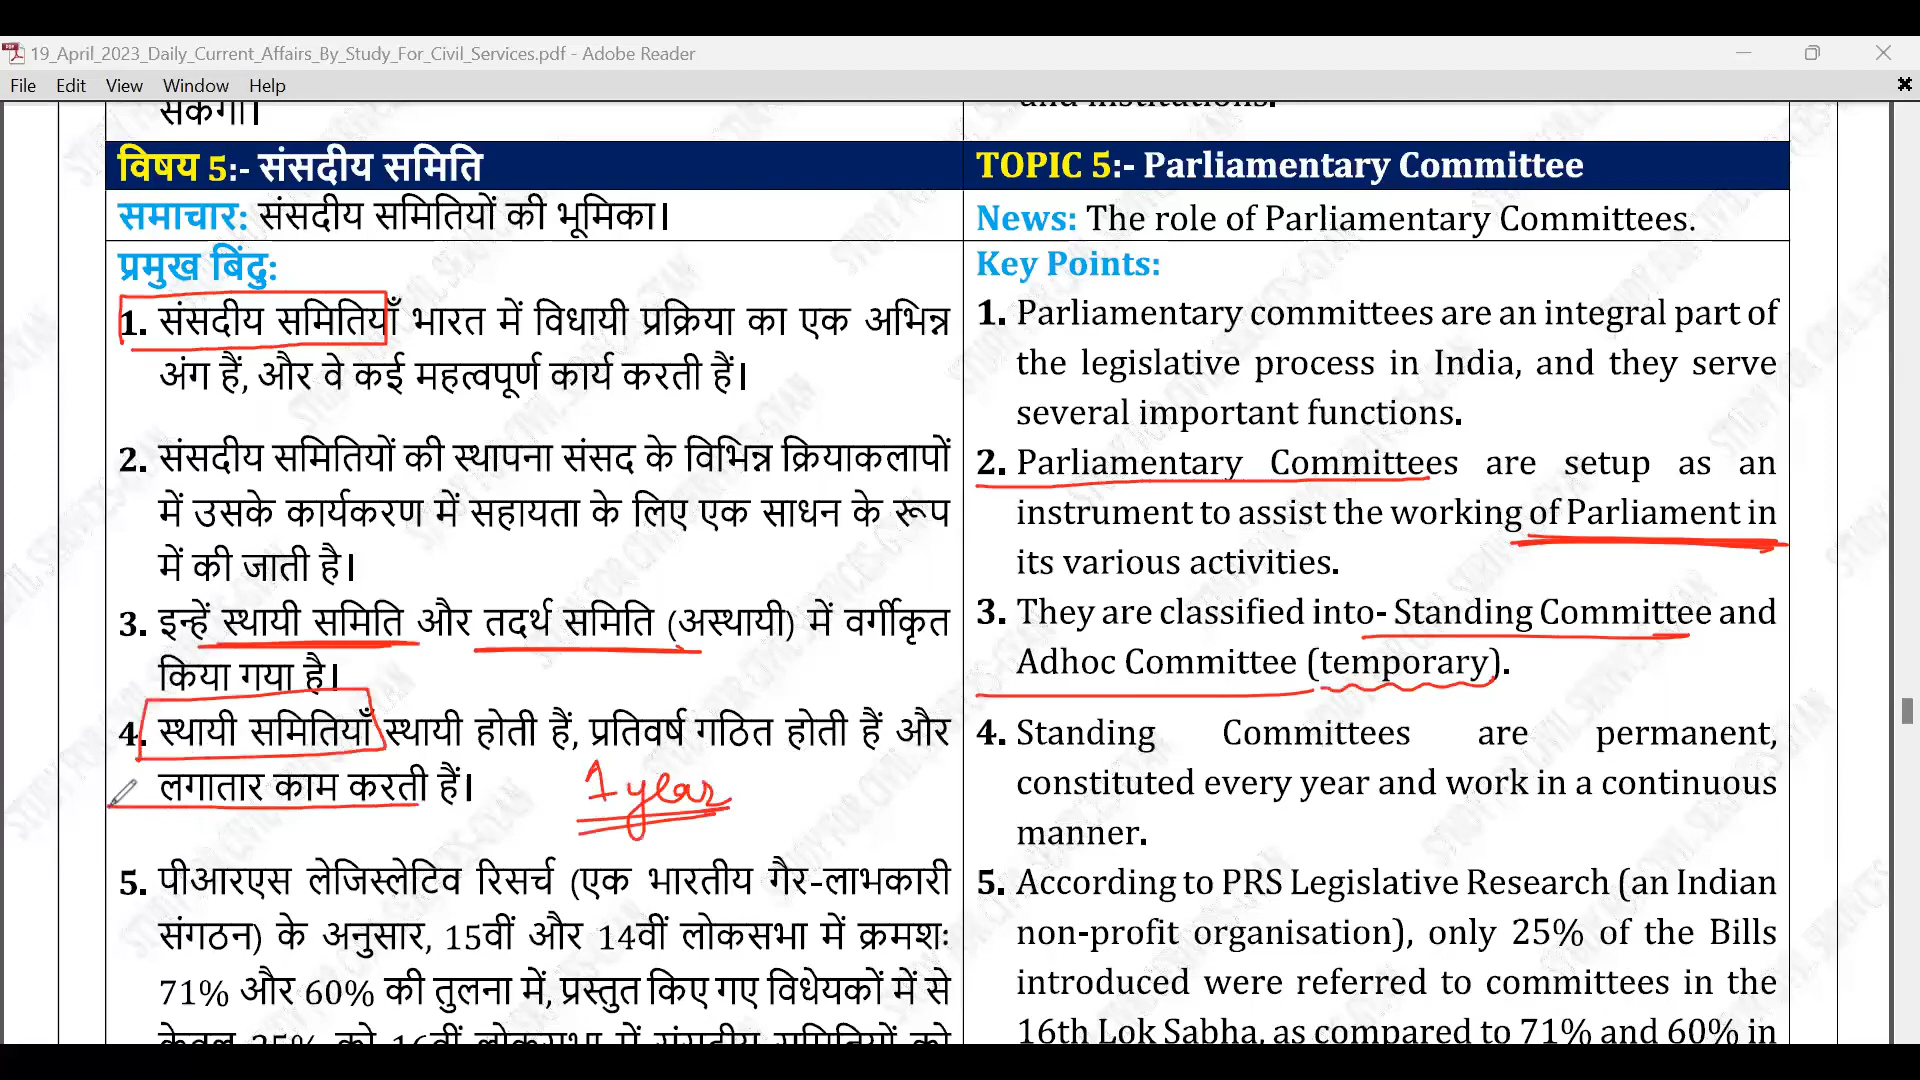 19_April_2023_Daily_Current_Affairs_By_Study_For_Civil_Services.pdf - Adobe Reader
File Edit View Window Help
सकेगा।
and institutions.
विषय 5:- संसदीय समिति
समाचार: संसदीय समितियों की भूमिका।
प्रमुख बिंदु:
1. संसदीय समितियाँ भारत में विधायी प्रक्रिया का एक अभिन्न
अंग हैं, और वे कई महत्वपूर्ण कार्य करती हैं।
2. संसदीय समितियों की स्थापना संसद के विभिन्न क्रियाकलापों
में उसके कार्यकरण में सहायता के लिए एक साधन के रूप
में की जाती है।
3. इन्हें स्थायी समिति और तदर्थ समिति (अस्थायी) में वर्गीकृत
किया गया है।
4. स्थायी समितियाँ स्थायी होती हैं, प्रतिवर्ष गठित होती हैं और
लगातार काम करती हैं।
1 year
5. पीआरएस लेजिस्लेटिव रिसर्च (एक भारतीय गैर-लाभकारी
संगठन) के अनुसार, 15वीं और 14वीं लोकसभा में क्रमशः
71% और 60% की तुलना में, प्रस्तुत किए गए विधेयकों में से
केवल 25% को 16वीं लोकसभा में संसदीय समितियों को
TOPIC 5:- Parliamentary Committee
News: The role of Parliamentary Committees.
Key Points:
1. Parliamentary committees are an integral part of
the legislative process in India, and they serve
several important functions.
2. Parliamentary Committees are setup as an
instrument to assist the working of Parliament in
its various activities.
3. They are classified into- Standing Committee and
Adhoc Committee (temporary).
4. Standing Committees are permanent,
constituted every year and work in a continuous
manner.
5. According to PRS Legislative Research (an Indian
non-profit organisation), only 25% of the Bills
introduced were referred to committees in the
16th Lok Sabha, as compared to 71% and 60% in